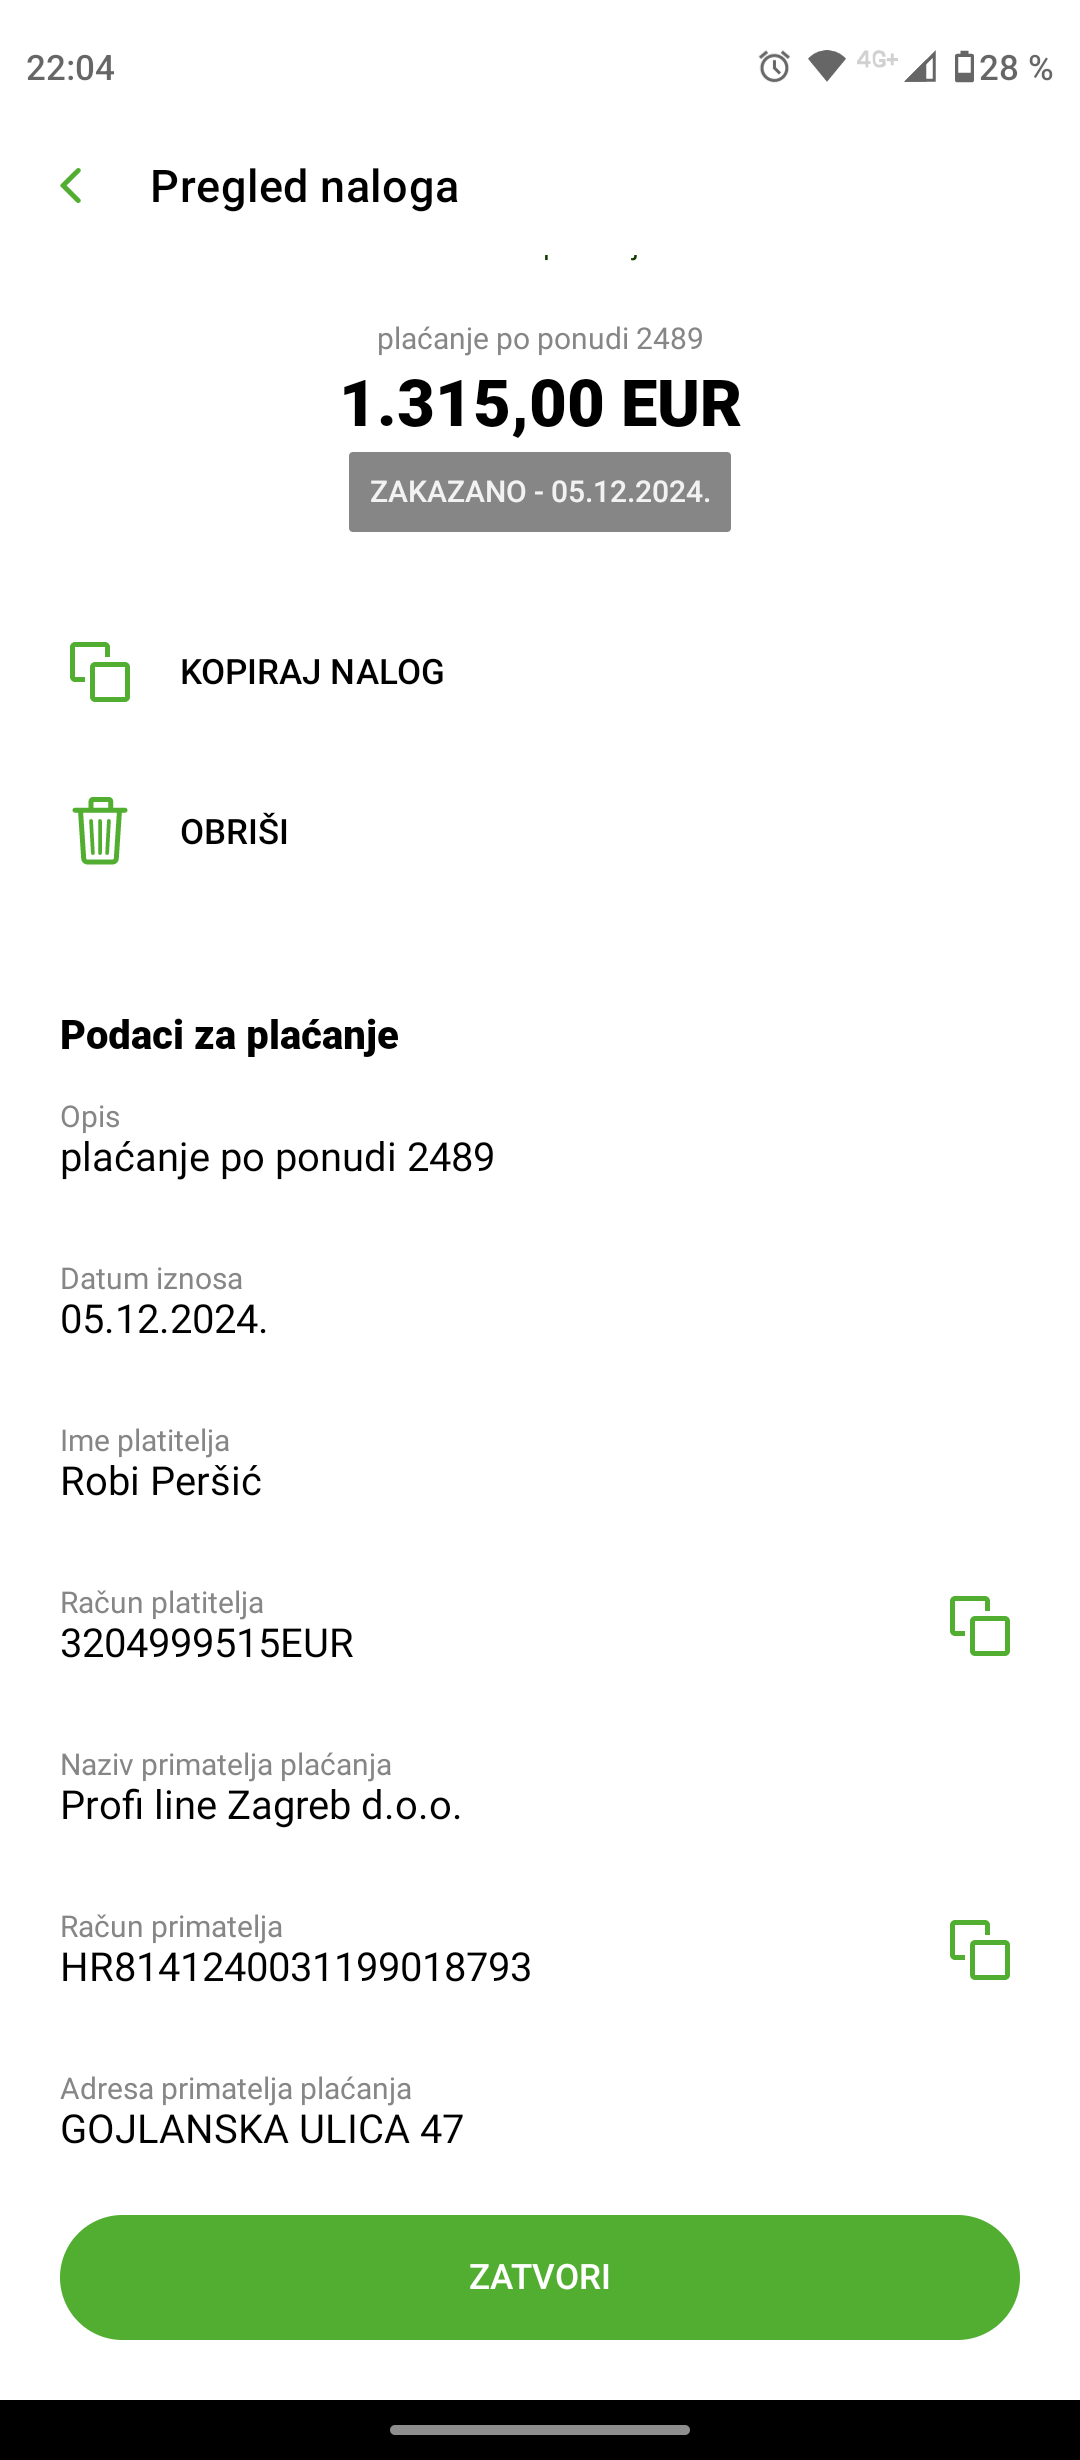 22:04
4G+
28 %
Pregled naloga
plaćanje po ponudi 2489
1.315,00 EUR
ZAKAZANO - 05.12.2024.
KOPIRAJ NALOG
OBRIŠI
Podaci za plaćanje
Opis
plaćanje po ponudi 2489
Datum iznosa
05.12.2024.
Ime platitelja
Robi Peršić
Račun platitelja
3204999515EUR
Naziv primatelja plaćanja
Profi line Zagreb d.o.o.
Račun primatelja
HR8141240031199018793
Adresa primatelja plaćanja
GOJLANSKA ULICA 47
ZATVORI